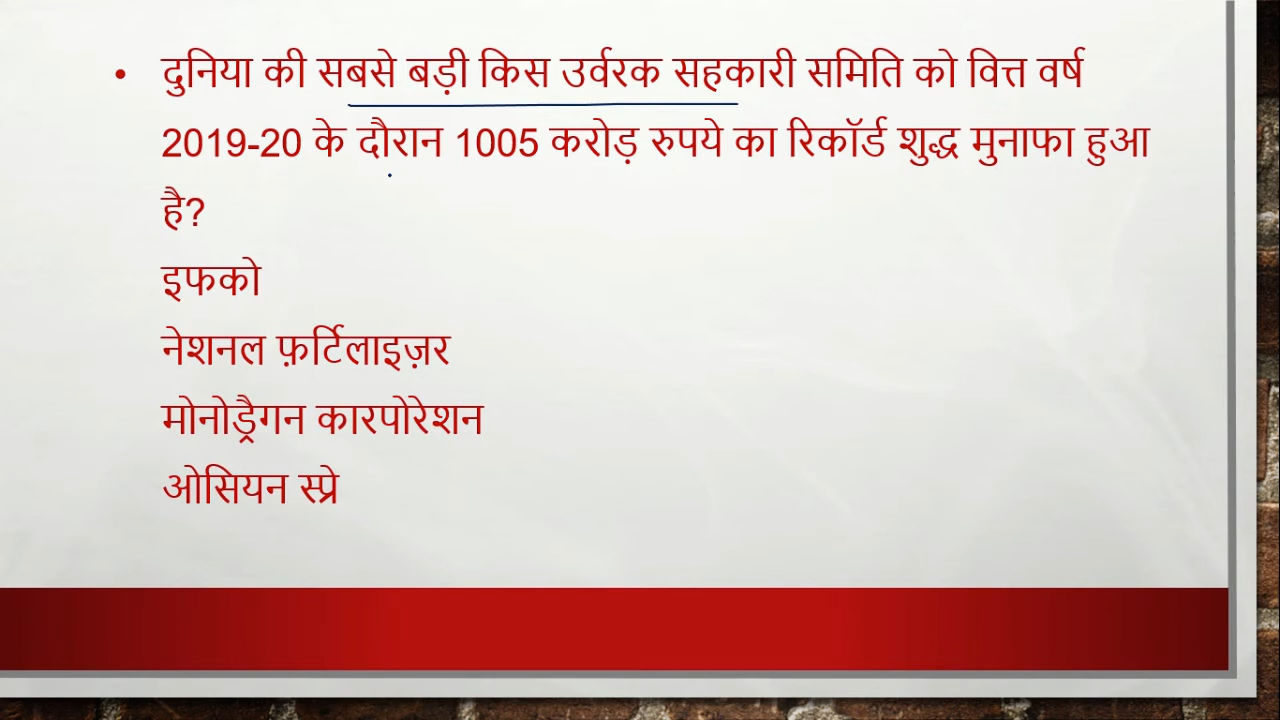 • दुनिया की सबसे बड़ी किस उर्वरक सहकारी समिति को वित्त वर्ष
2019-20 के दौरान 1005 करोड़ रुपये का रिकॉर्ड शुद्ध मुनाफा हुआ
है?
इफको
नेशनल फ़र्टिलाइज़र
मोनोड्रैगन कारपोरेशन
ओसियन स्प्रे